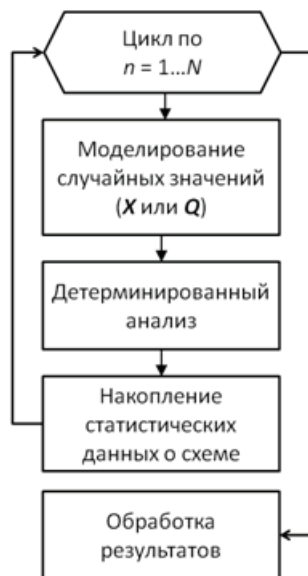 Цикл по
n = 1...N
Моделирование
случайных значений
(X или Q)
Детерминированный
анализ
Накопление
статистических
данных о схеме
Обработка
результатов